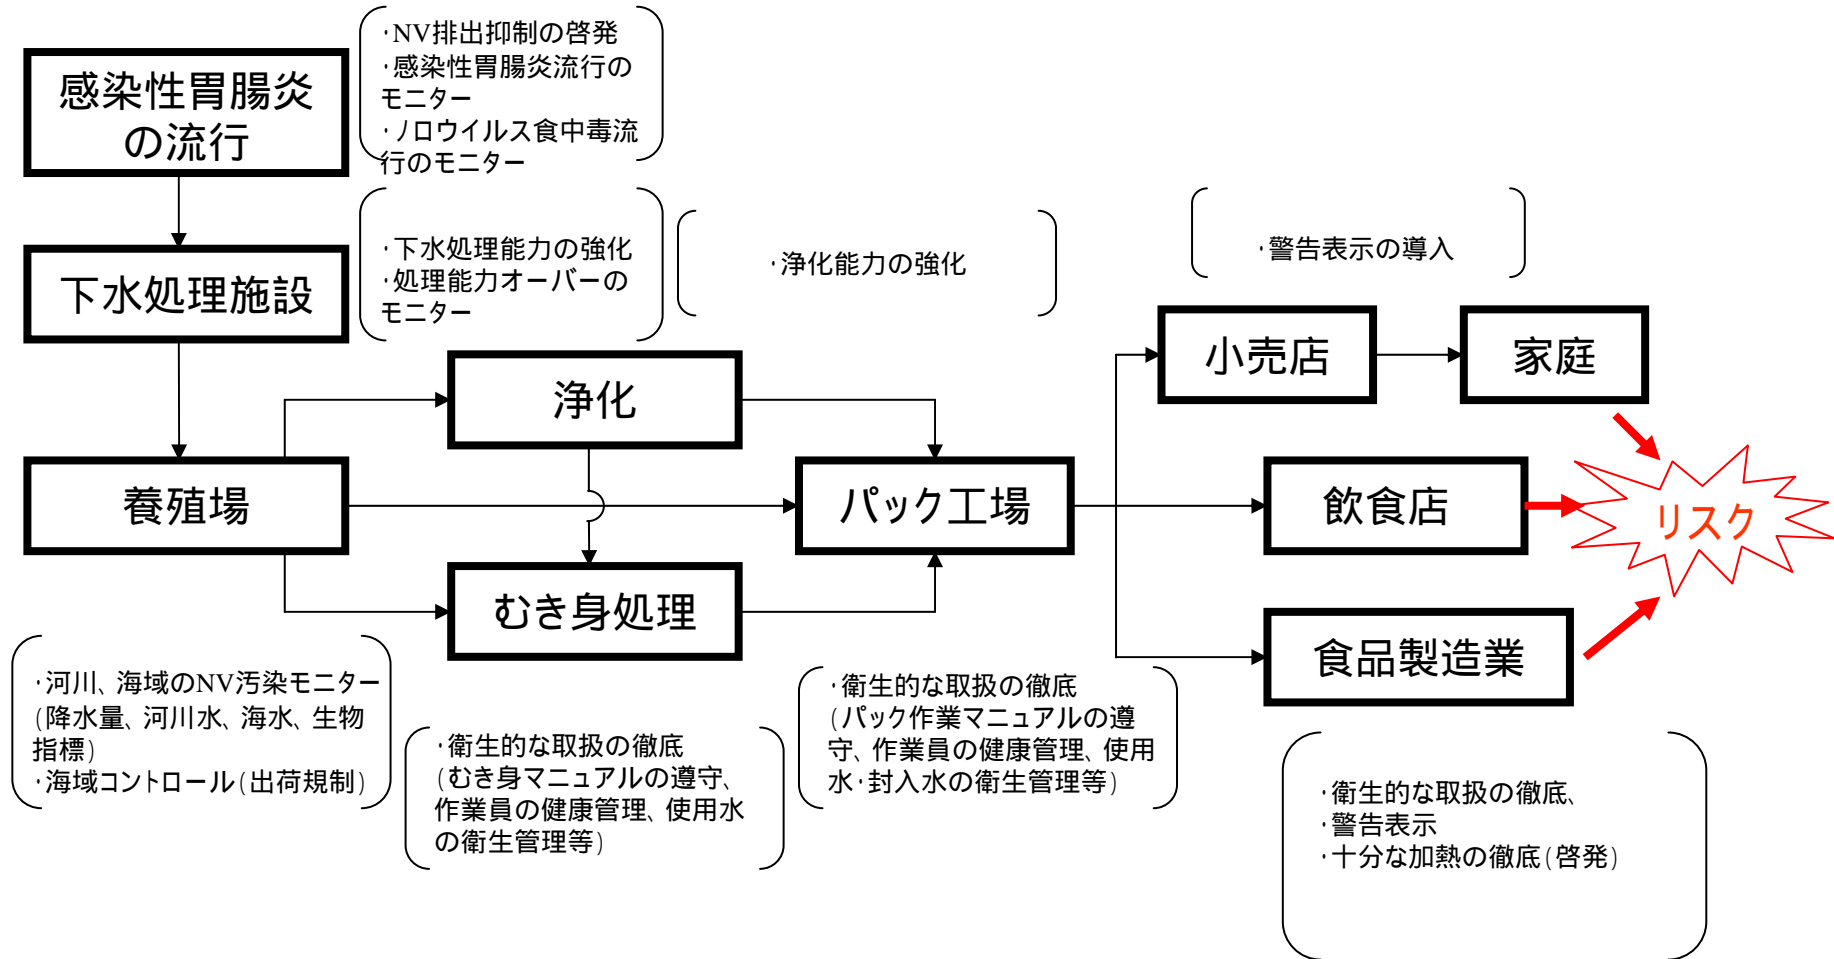 感染性胃腸炎
の流行
・NV排出抑制の啓発
・感染性胃腸炎流行の
モニター
・ノロウイルス食中毒流
行のモニター
下水処理施設
・下水処理能力の強化
・処理能力オーバーの
モニター
・浄化能力の強化
・警告表示の導入
小売店
家庭
浄化
養殖場
パック工場
飲食店
リスク
むき身処理
食品製造業
・河川、海域のNV汚染モニター
(降水量、河川水、海水、生物
指標)
・海域コントロール(出荷規制)
・衛生的な取扱の徹底
(むき身マニュアルの遵守、
作業員の健康管理、使用水
の衛生管理等)
・衛生的な取扱の徹底
(パック作業マニュアルの遵
守、作業員の健康管理、使用
水・封入水の衛生管理等)
・衛生的な取扱の徹底、
・警告表示
・十分な加熱の徹底(啓発)